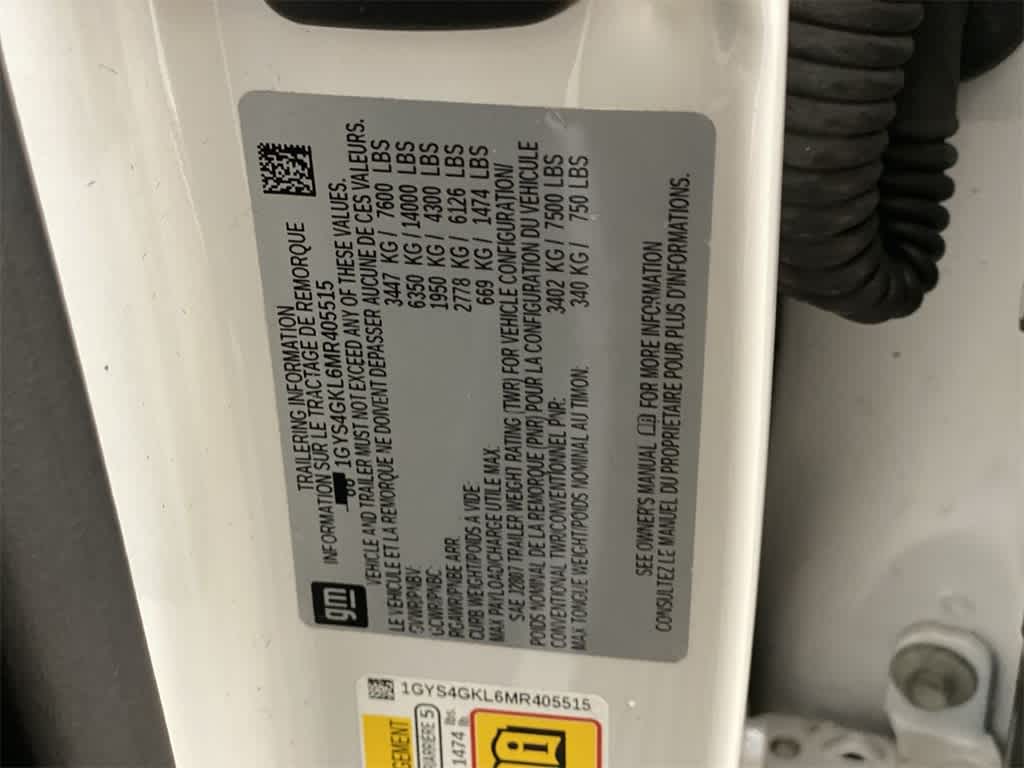 gm
TRAILERING INFORMATION
INFORMATION SUR LE TRACTAGE DE REMORQUE
1GYS4GKL6MR405515
VEHICLE AND TRAILER MUST NOT EXCEED ANY OF THESE VALUES.
LE VEHICULE ET LA REMORQUE NE DOIVENT DEPASSER AUCUNE DE CES VALEURS.
GVWR/PNBV: 3447 KG / 7600 LBS
GCWR/PNBC: 6350 KG / 14000 LBS
RGAWR/PNBE ARR. 1950 KG / 4300 LBS
CURB WEIGHT/POIDS A VIDE: 2778 KG / 6126 LBS
MAX PAYLOAD/CHARGE UTILE MAX: 669 KG / 1474 LBS
SAE J2807 TRAILER WEIGHT RATING (TWR) FOR VEHICLE CONFIGURATION/
POIDS NOMINAL DE LA REMORQUE (PNR) POUR LA CONFIGURATION DU VEHICULE
CONVENTIONAL TWR/CONVENTIONNEL PNR: 3402 KG / 7500 LBS
MAX TONGUE WEIGHT/POIDS NOMINAL AU TIMON: 340 KG / 750 LBS
SEE OWNER'S MANUAL FOR MORE INFORMATION
CONSULTEZ LE MANUEL DU PROPRIETAIRE POUR PLUS D'INFORMATIONS.
1GYS4GKL6MR405515
GEMENT
ARRIÈRE 5
1474 lbs.
lb.
i